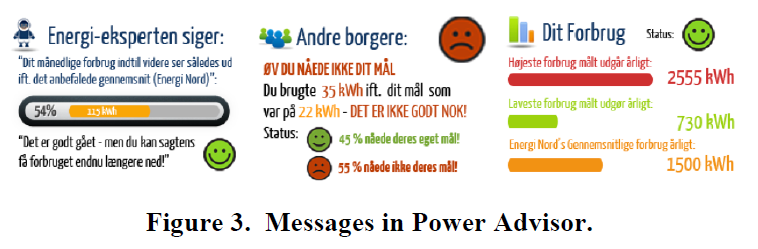 Energi-eksperten siger:
"Dit månedlige forbrug indtill videre ser således ud
ift. det anbefalede gennemsnit (Energi Nord)":
54% 113 kWh
"Det er godt gået - men du kan sagtens
få forbruget endnu længere ned!"
Andre borgere:
ØV DU NÅEDE IKKE DIT MÅL
Du brugte 35 kWh ift. dit mål som
var på 22 kWh - DET ER IKKE GODT NOK!
Status:
45 % nåede deres eget mål!
55 % nåede ikke deres mål!
Dit Forbrug Status:
Højeste forbrug målt udgår årligt:
2555 kWh
Laveste forbrug målt udgør årligt:
730 kWh
Energi Nord's Gennemsnitlige forbrug årligt:
1500 kWh
Figure 3. Messages in Power Advisor.